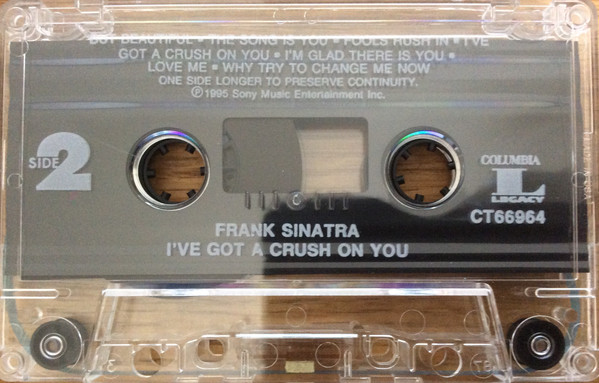 BUT BEAUTIFUL • THE SONG IS YOU • FOOLS RUSH IN • I'VE
GOT A CRUSH ON YOU • I'M GLAD THERE IS YOU •
LOVE ME • WHY TRY TO CHANGE ME NOW
ONE SIDE LONGER TO PRESERVE CONTINUITY.
℗1995 Sony Music Entertainment Inc.
SIDE 2
COLUMBIA
L
LEGACY
CT66964
FRANK SINATRA
I'VE GOT A CRUSH ON YOU